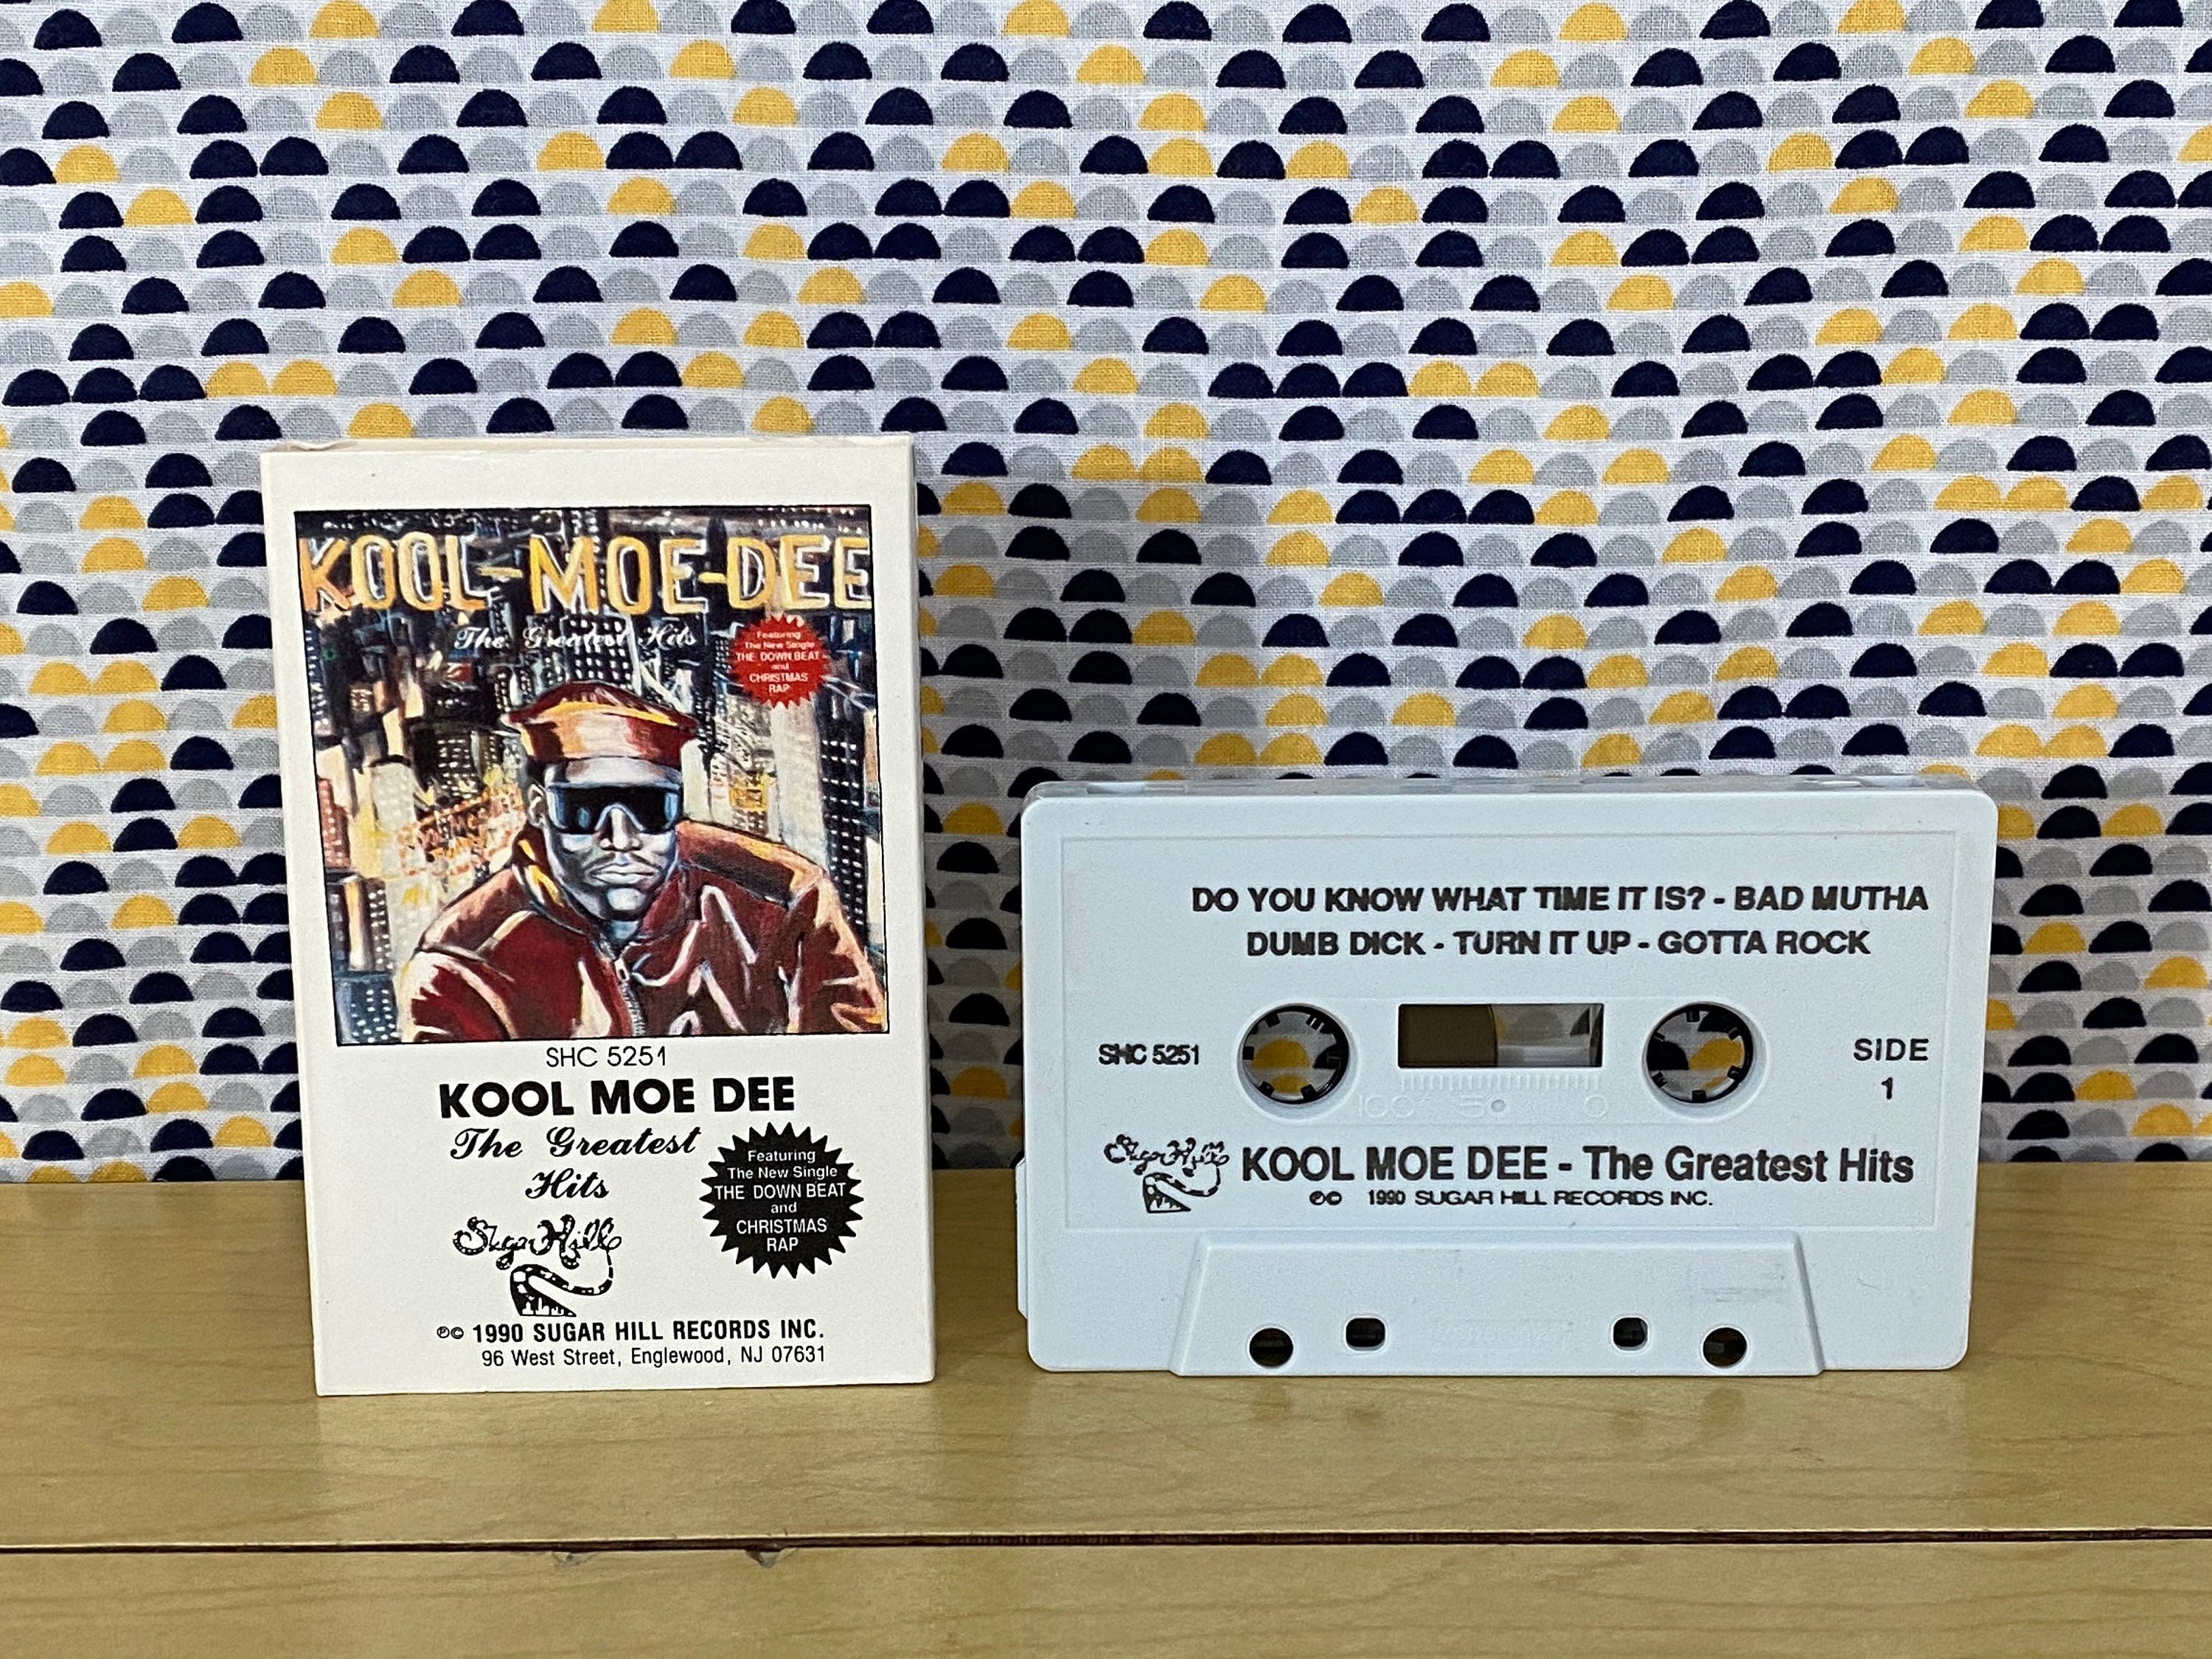 KOOL-MOE-DEE
The Greatest Hits
Featuring
The New Single
THE DOWN BEAT
and
CHRISTMAS
RAP
SHC 5251
KOOL MOE DEE
The Greatest
Hits
Featuring
The New Single
THE DOWN BEAT
and
CHRISTMAS
RAP
Sugar Hill
℗© 1990 SUGAR HILL RECORDS INC.
96 West Street, Englewood, NJ 07631
DO YOU KNOW WHAT TIME IT IS? - BAD MUTHA
DUMB DICK - TURN IT UP - GOTTA ROCK
SHC 5251
SIDE
1
100 50 0
Sugar Hill
KOOL MOE DEE - The Greatest Hits
℗© 1990 SUGAR HILL RECORDS INC.